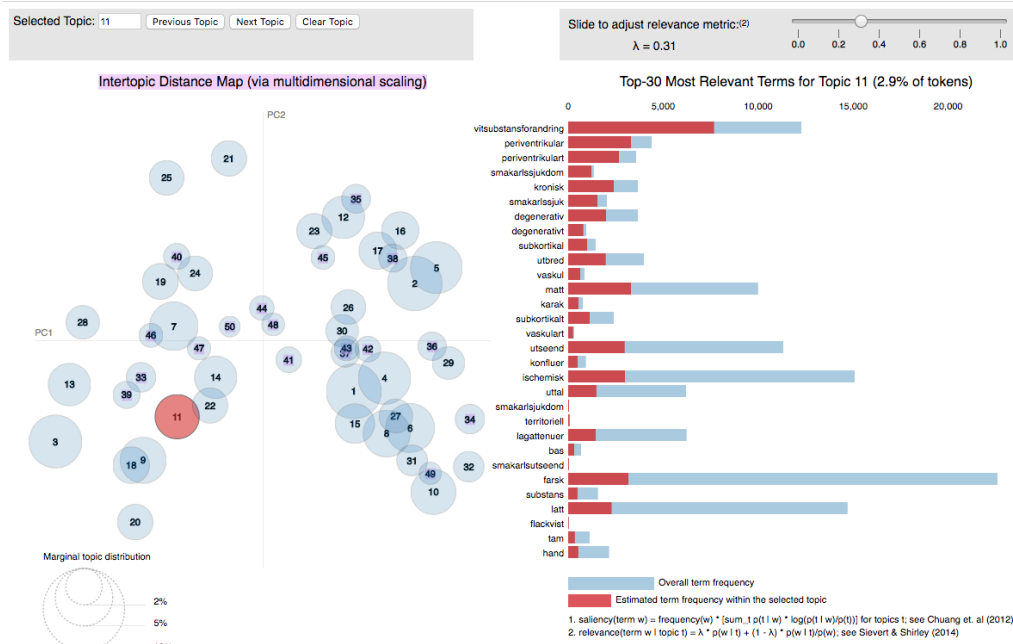 Selected Topic: 11 Previous Topic Next Topic Clear Topic
Slide to adjust relevance metric:(2)
λ = 0.31
0.0 0.2 0.4 0.6 0.8 1.0
Intertopic Distance Map (via multidimensional scaling)
PC2
PC1
21
25
35
12
23
16
17
45
38
40
24
5
19
2
26
44
28
7
46
50
48
30
47
43
37
42
36
41
29
33
14
4
13
39
1
22
11
27
34
15
8
6
3
9
18
31
32
49
10
20
Marginal topic distribution
2%
5%
Top-30 Most Relevant Terms for Topic 11 (2.9% of tokens)
0 5,000 10,000 15,000 20,000
vitsubstansforandring
periventrikular
periventrikulart
smakarlssjukdom
kronisk
smakarlssjuk
degenerativ
degenerativt
subkortikal
utbred
vaskul
matt
karak
subkortikalt
vaskulart
utseend
konfluer
ischemisk
uttal
smakarlsjukdom
territoriell
lagattenuer
bas
smakarlsutseend
farsk
substans
latt
flackvist
tam
hand
Overall term frequency
Estimated term frequency within the selected topic
1. saliency(term w) = frequency(w) * [sum_t p(t | w) * log(p(t | w)/p(t))] for topics t; see Chuang et. al (2012)
2. relevance(term w | topic t) = λ * p(w | t) + (1 - λ) * p(w | t)/p(w); see Sievert & Shirley (2014)